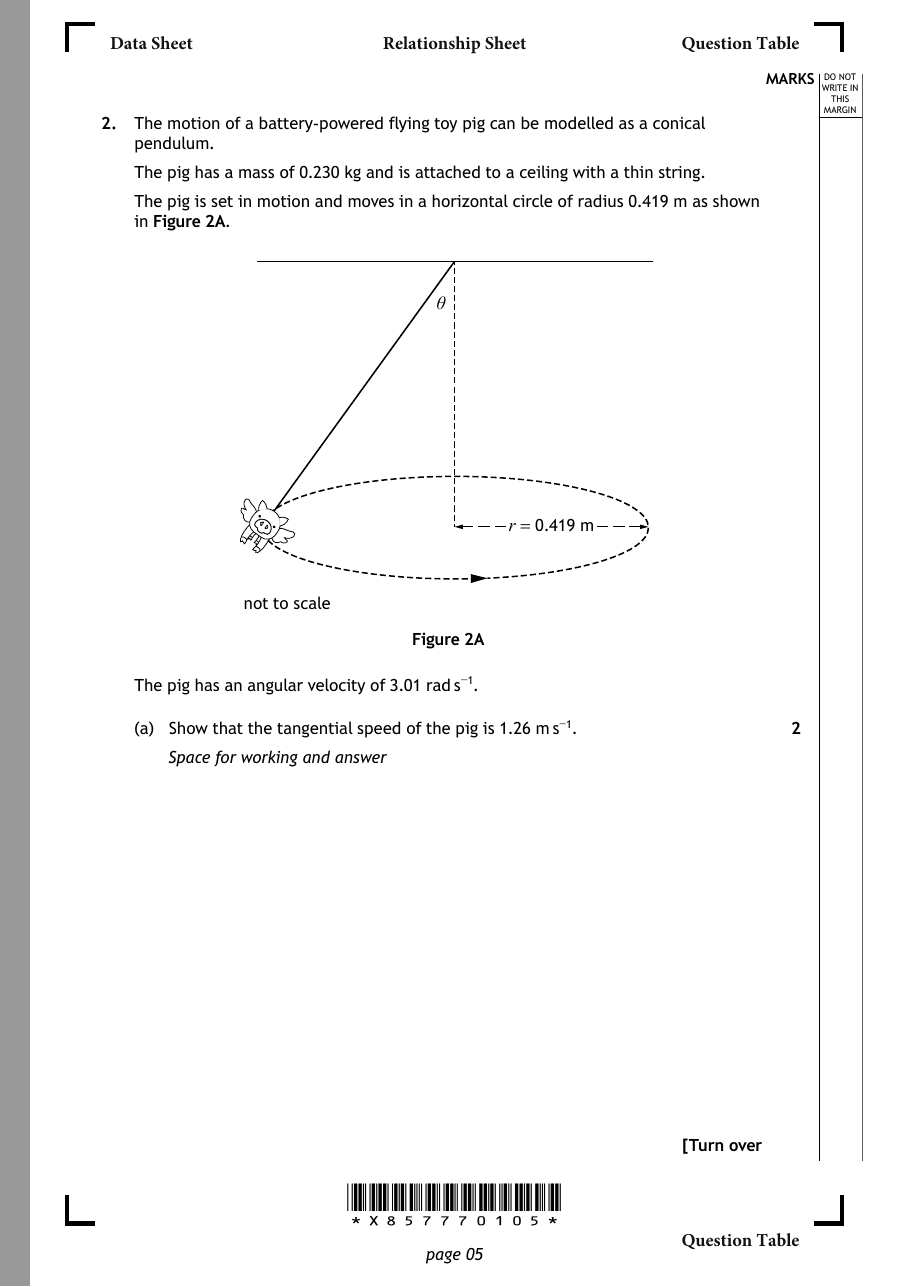 Data Sheet
Relationship Sheet
Question Table
MARKS
DO NOT
WRITE IN
THIS
MARGIN
2. The motion of a battery-powered flying toy pig can be modelled as a conical
pendulum.
The pig has a mass of 0.230 kg and is attached to a ceiling with a thin string.
The pig is set in motion and moves in a horizontal circle of radius 0.419 m as shown
in Figure 2A.
θ
r = 0.419 m
not to scale
Figure 2A
The pig has an angular velocity of 3.01 rad s⁻¹.
(a) Show that the tangential speed of the pig is 1.26 m s⁻¹. 2
Space for working and answer
[Turn over
* X 8 5 7 7 7 0 1 0 5 *
page 05
Question Table